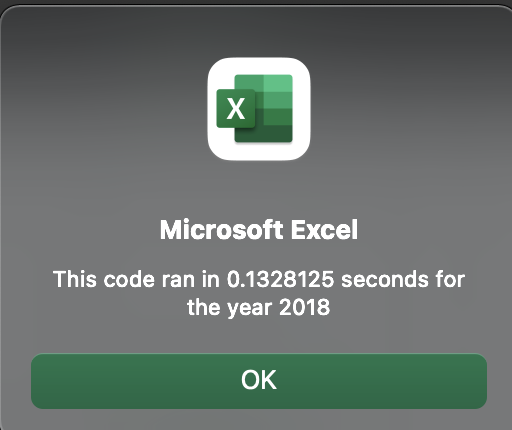 X
Microsoft Excel
This code ran in 0.1328125 seconds for
the year 2018
OK